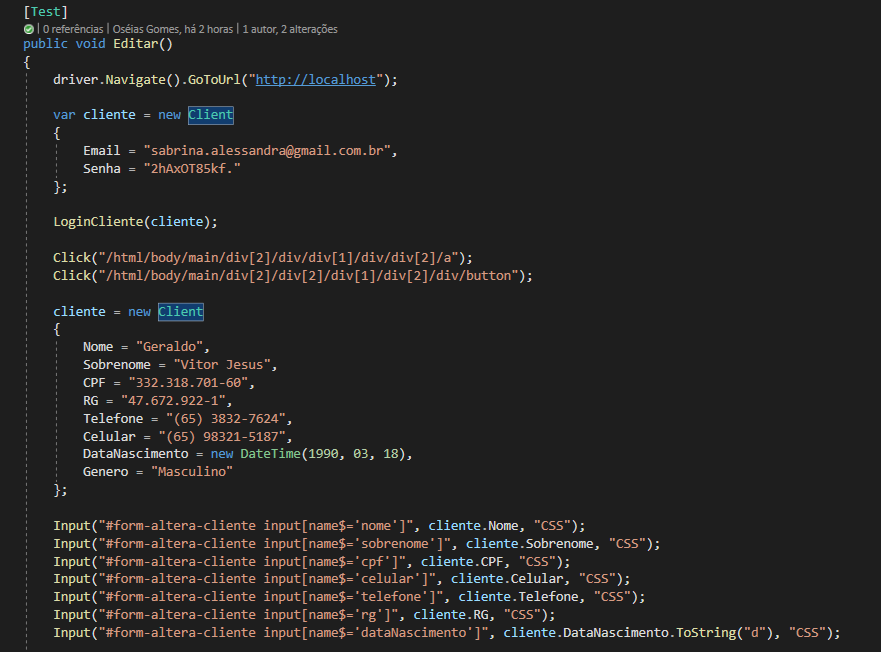 [Test]
| 0 referências | Oséias Gomes, há 2 horas | 1 autor, 2 alterações
public void Editar()
{
driver.Navigate().GoToUrl("http://localhost");
var cliente = new Client
{
Email = "sabrina.alessandra@gmail.com.br",
Senha = "2hAxOT85kf."
};
LoginCliente(cliente);
Click("/html/body/main/div[2]/div/div[1]/div/div[2]/a");
Click("/html/body/main/div[2]/div[2]/div[1]/div[2]/div/button");
cliente = new Client
{
Nome = "Geraldo",
Sobrenome = "Vitor Jesus",
CPF = "332.318.701-60",
RG = "47.672.922-1",
Telefone = "(65) 3832-7624",
Celular = "(65) 98321-5187",
DataNascimento = new DateTime(1990, 03, 18),
Genero = "Masculino"
};
Input("#form-altera-cliente input[name$='nome']", cliente.Nome, "CSS");
Input("#form-altera-cliente input[name$='sobrenome']", cliente.Sobrenome, "CSS");
Input("#form-altera-cliente input[name$='cpf']", cliente.CPF, "CSS");
Input("#form-altera-cliente input[name$='celular']", cliente.Celular, "CSS");
Input("#form-altera-cliente input[name$='telefone']", cliente.Telefone, "CSS");
Input("#form-altera-cliente input[name$='rg']", cliente.RG, "CSS");
Input("#form-altera-cliente input[name$='dataNascimento']", cliente.DataNascimento.ToString("d"), "CSS");